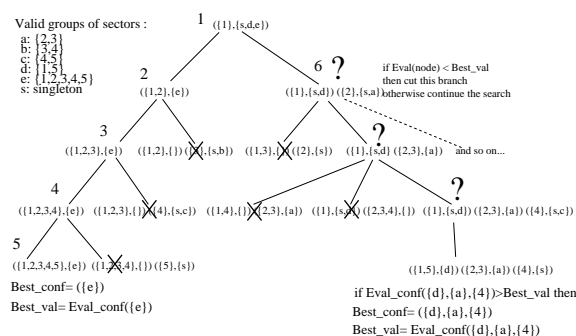 Valid groups of sectors :
a: {2,3}
b: {3,4}
c: {4,5}
d: {1,5}
e: {1,2,3,4,5}
s: singleton
1
({1},{s,d,e})
2
({1,2},{e})
6 ?
({1},{s,d}) ({2},{s,a})
if Eval(node) < Best_val
then cut this branch
otherwise continue the search
3
({1,2,3},{e})
({1,2},{}) {s,b})
({1,3},{ ({2},{s})
?
({1},{s,d}) ({2,3},{a})
and so on...
4
({1,2,3,4},{e})
({1,2,3},{}) {4},{s,c})
({1,4},{}) {2,3},{a})
({1},{s,d}) ({2,3,4},{})
?
({1},{s,d}) ({2,3},{a}) ({4},{s,c})
5
({1,2,3,4,5},{e})
({1,2,3,4},{}) ({5},{s})
({1,5},{d}) ({2,3},{a}) ({4},{s})
Best_conf= ({e})
Best_val= Eval_conf({e})
if Eval_conf({d},{a},{4})>Best_val then
Best_conf= ({d},{a},{4})
Best_val= Eval_conf({d},{a},{4})